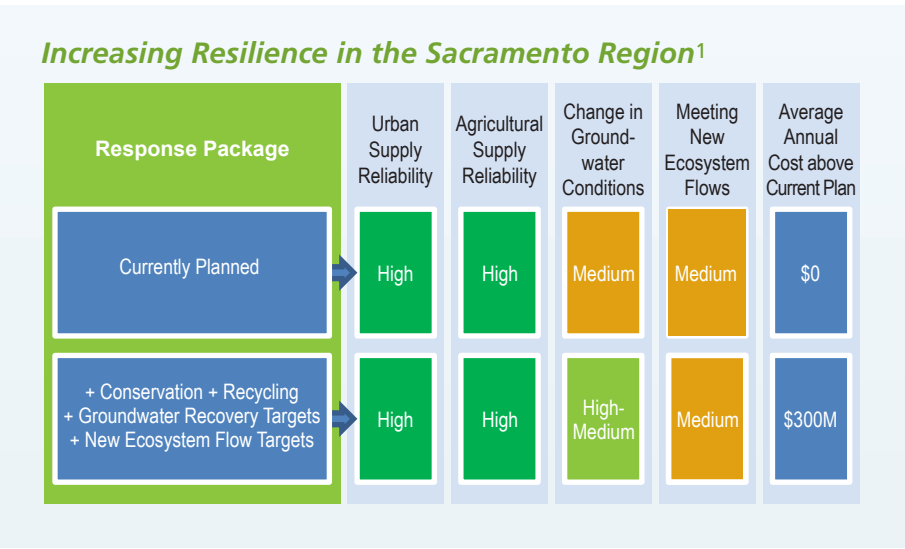 Increasing Resilience in the Sacramento Region1
Response Package
Urban
Supply
Reliability
Agricultural
Supply
Reliability
Change in
Ground-
water
Conditions
Meeting
New
Ecosystem
Flows
Average
Annual
Cost above
Current Plan
Currently Planned
High
High
Medium
Medium
$0
+ Conservation + Recycling
+ Groundwater Recovery Targets
+ New Ecosystem Flow Targets
High
High
High-
Medium
Medium
$300M